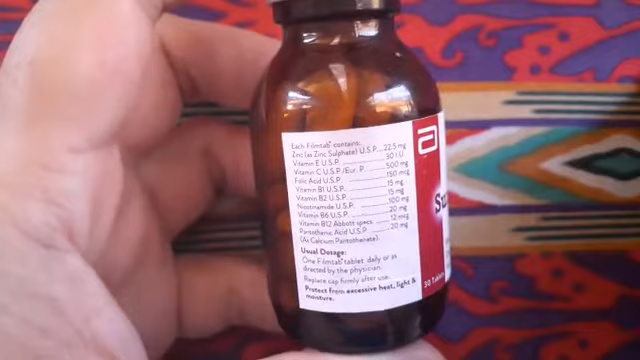 Each Filmtab contains:
Zinc (as Zinc Sulphate) U.S.P. 22.5 mg
Vitamin E U.S.P. 30 I.U.
Vitamin C U.S.P./Eur. P. 500 mg
Folic Acid U.S.P. 150 mcg
Vitamin B1 U.S.P. 15 mg
Vitamin B2 U.S.P. 15 mg
Nicotinamide U.S.P. 100 mg
Vitamin B6 U.S.P. 20 mg
Vitamin B12 Abbott specs. 12 mcg
Pantothenic Acid U.S.P. 20 mg
(As Calcium Pantothenate)
Usual Dosage:
One Filmtab tablet daily or as
directed by the physician.
Replace cap firmly after use.
Protect from excessive heat, light &
moisture.
30 Tablets